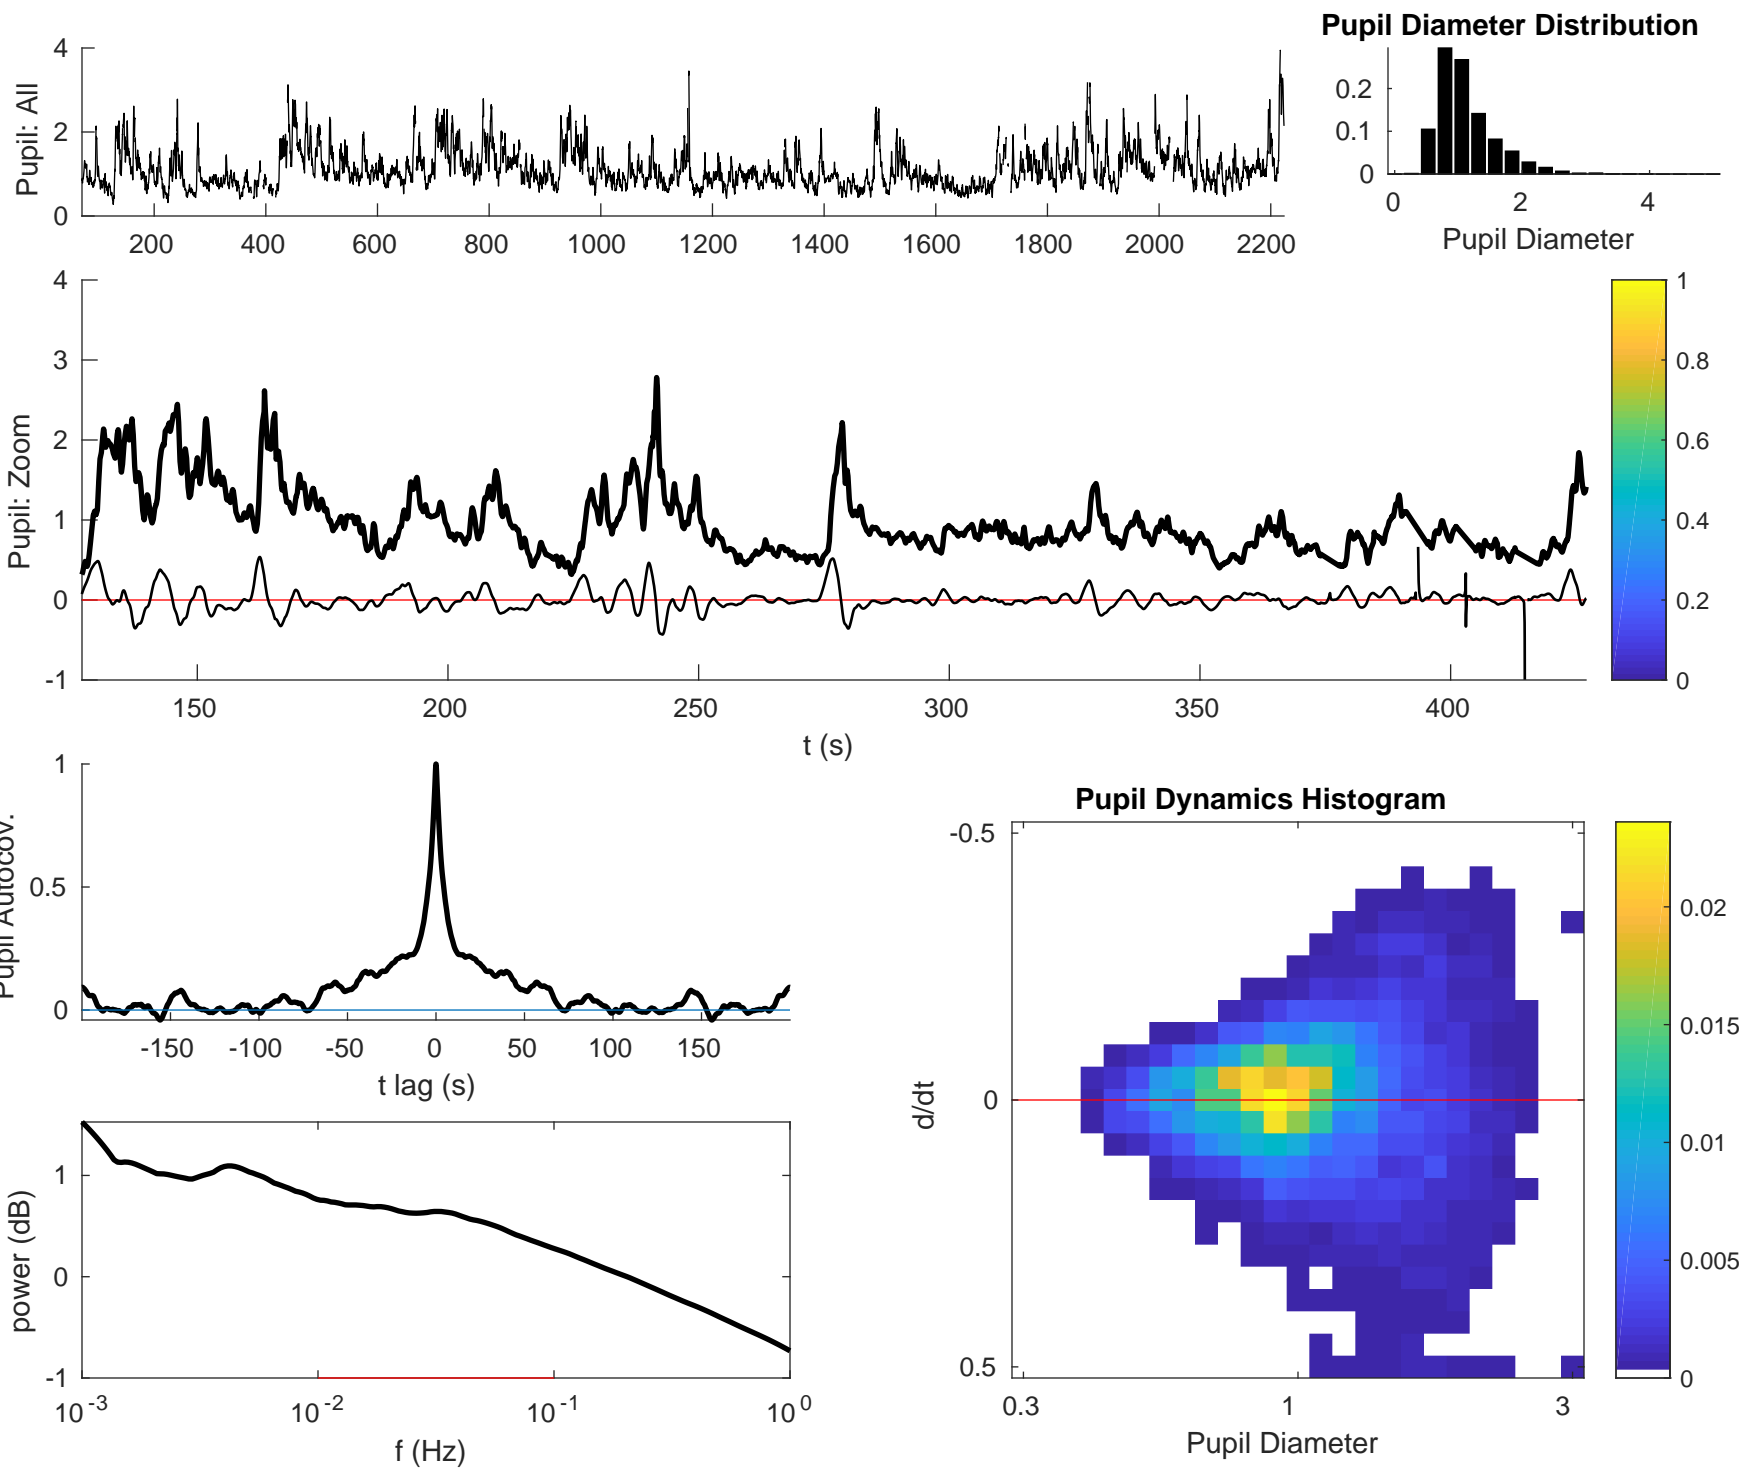 Pupil Diameter Distribution
Pupil: All
4
2
0
200 400 600 800 1000 1200 1400 1600 1800 2000 2200
0.2
0.1
0
0 2 4
Pupil Diameter
Pupil: Zoom
4
3
2
1
0
-1
150 200 250 300 350 400
t (s)
1
0.8
0.6
0.4
0.2
0
Pupil Autocov.
1
0.5
0
-150 -100 -50 0 50 100 150
t lag (s)
power (dB)
1
0
-1
10-3 10-2 10-1 100
f (Hz)
Pupil Dynamics Histogram
d/dt
-0.5
0
0.5
0.3 1 3
Pupil Diameter
0.02
0.015
0.01
0.005
0